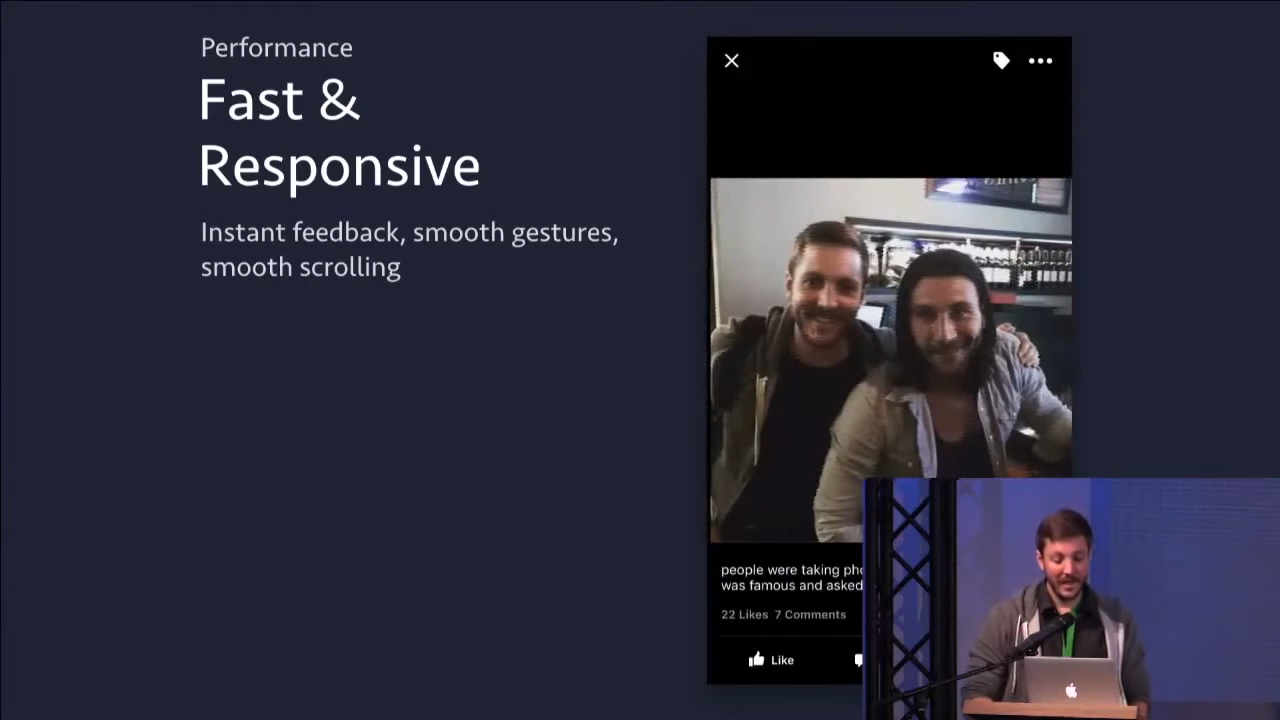 Performance
Fast &
Responsive
Instant feedback, smooth gestures,
smooth scrolling
people were taking
was famous and asked
22 Likes 7 Comments
Like